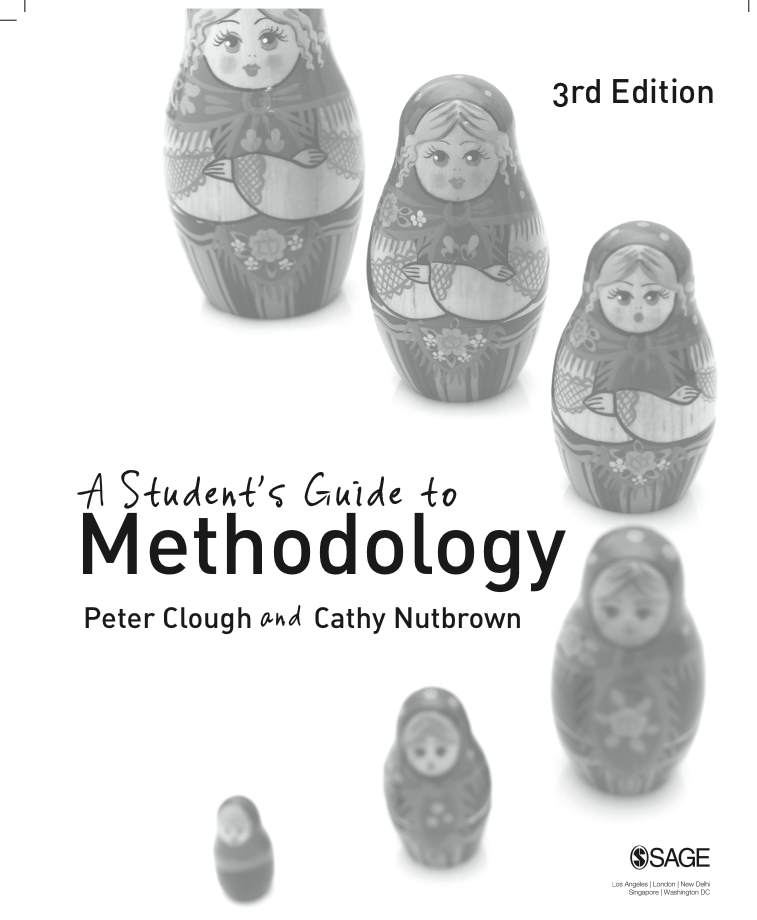 3rd Edition
A Student's Guide to
Methodology
Peter Clough and Cathy Nutbrown
SAGE
Los Angeles | London | New Delhi
Singapore | Washington DC